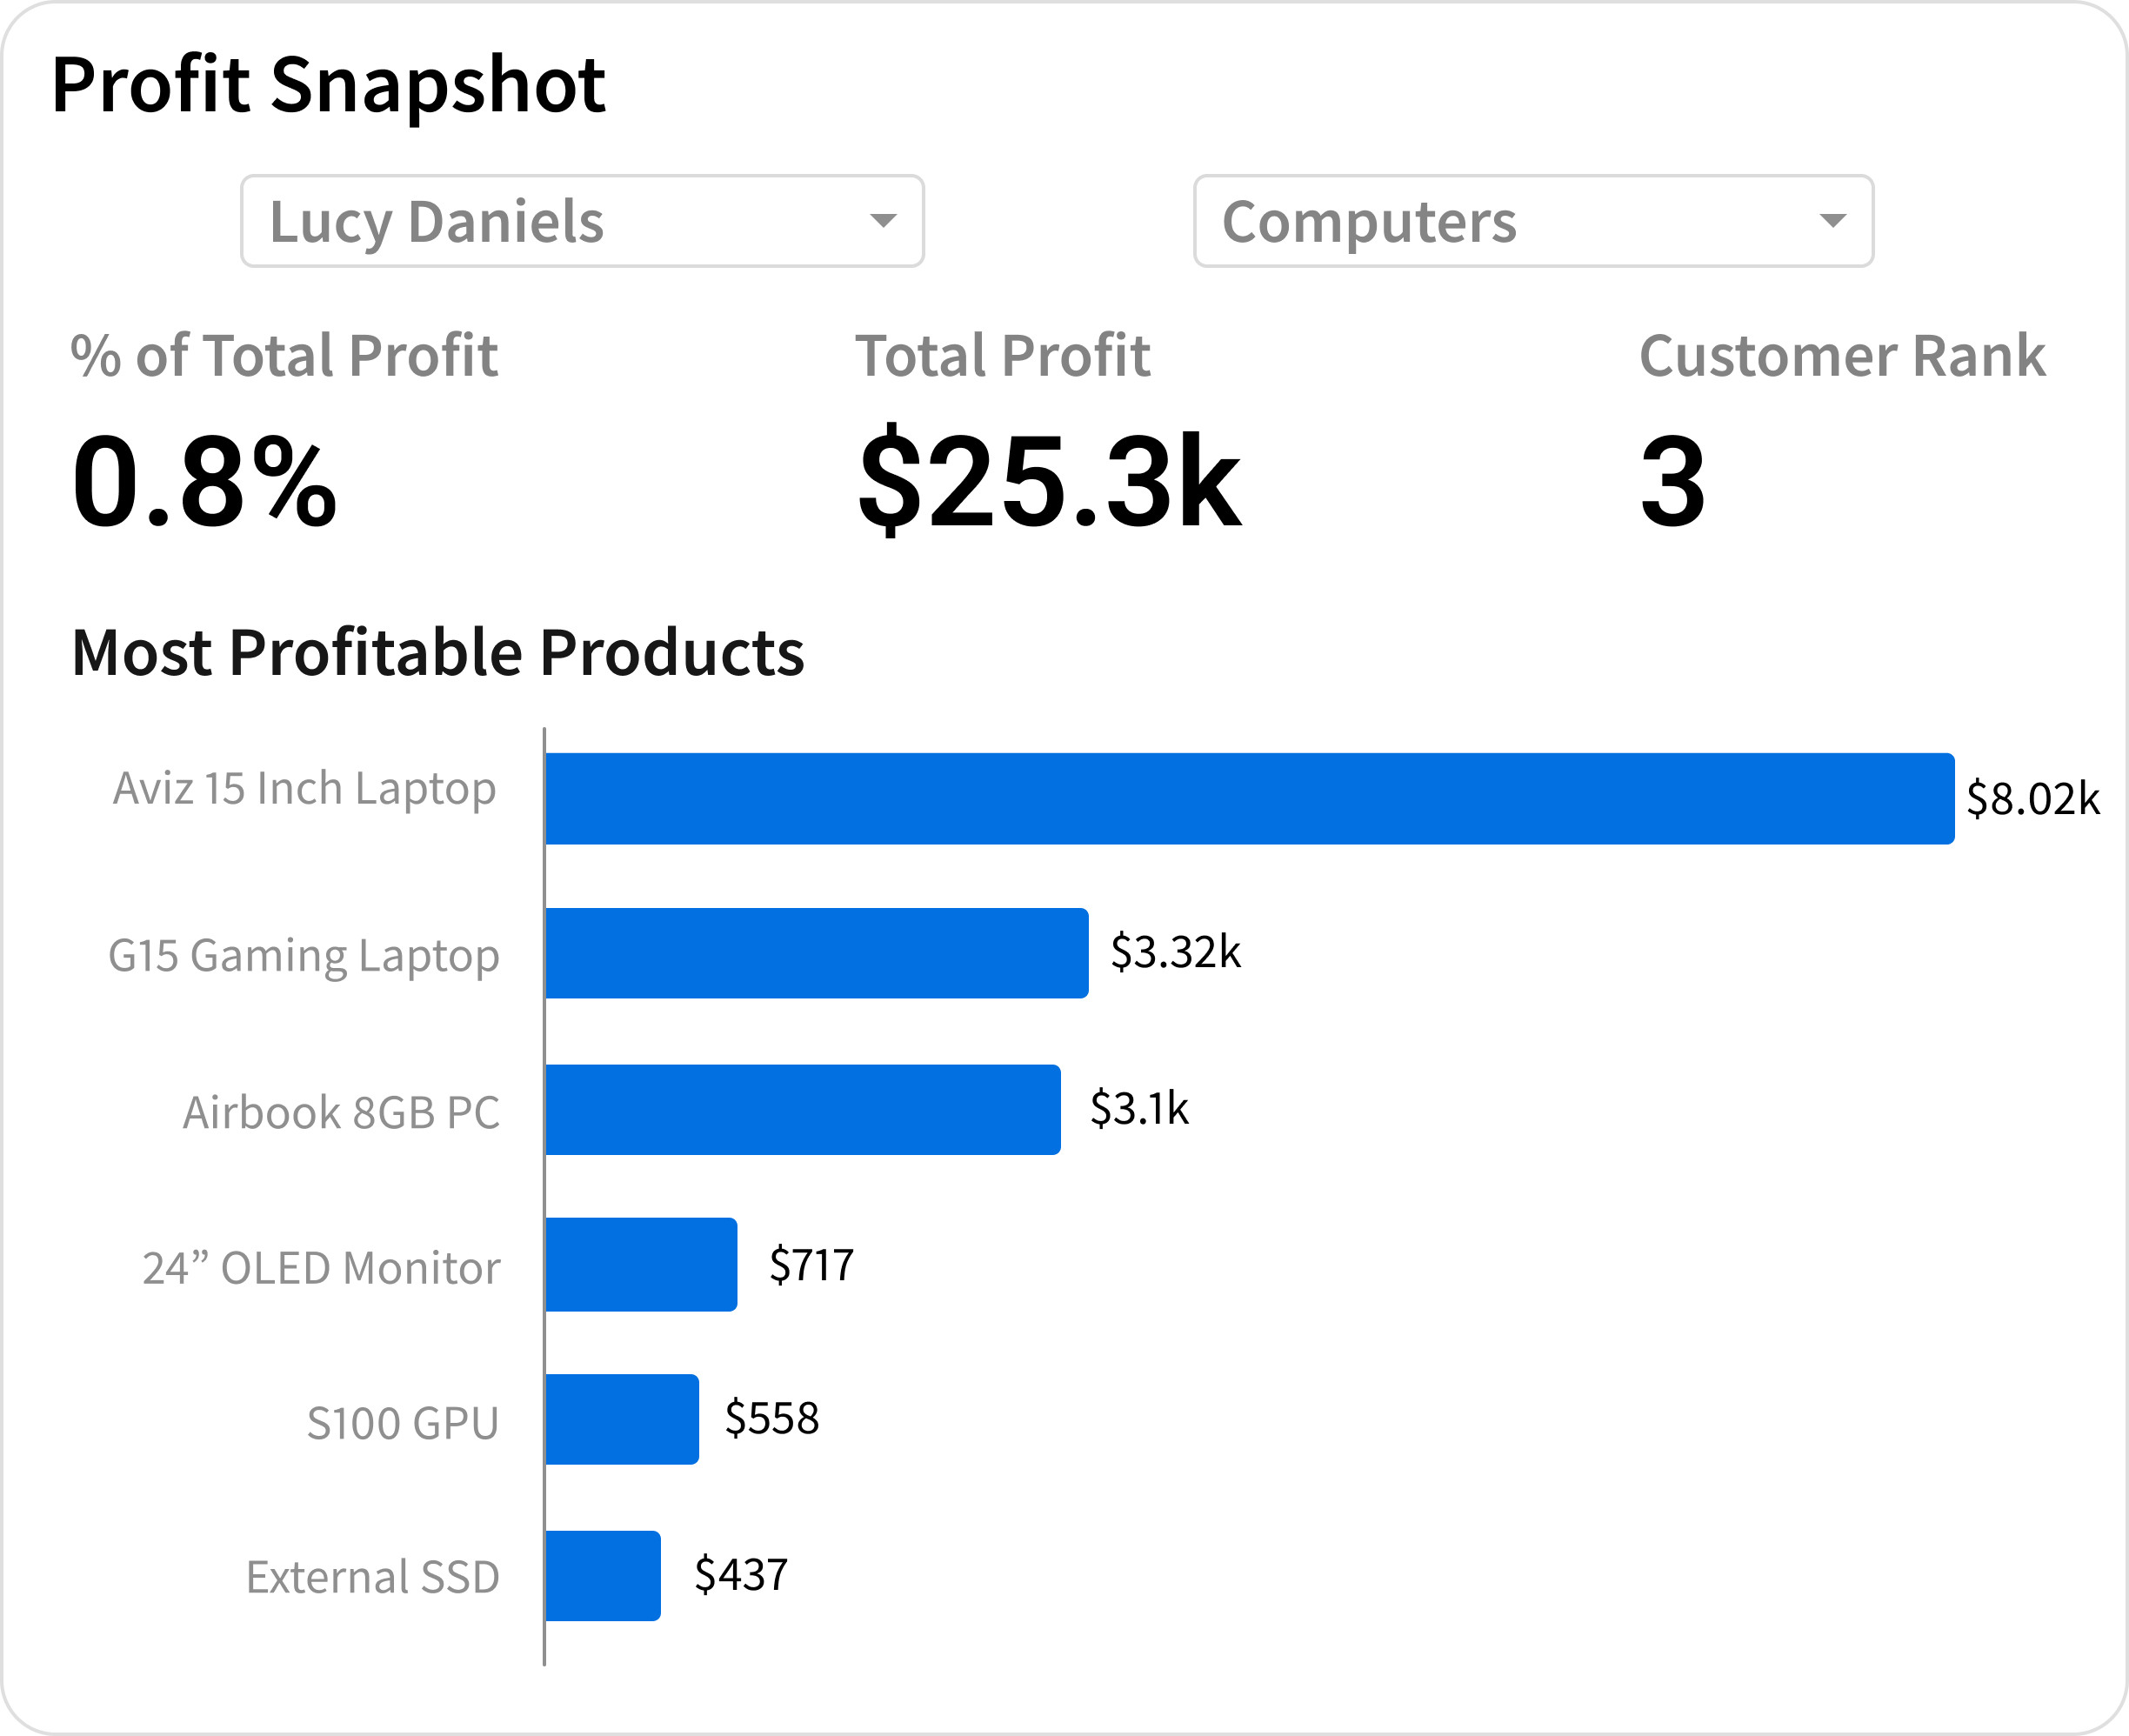 Profit Snapshot
Lucy Daniels
Computers
% of Total Profit
Total Profit
Customer Rank
0.8%
$25.3k
3
Most Profitable Products
Aviz 15 Inch Laptop
$8.02k
G15 Gaming Laptop
$3.32k
Airbook 8GB PC
$3.1k
24” OLED Monitor
$717
S100 GPU
$558
External SSD
$437